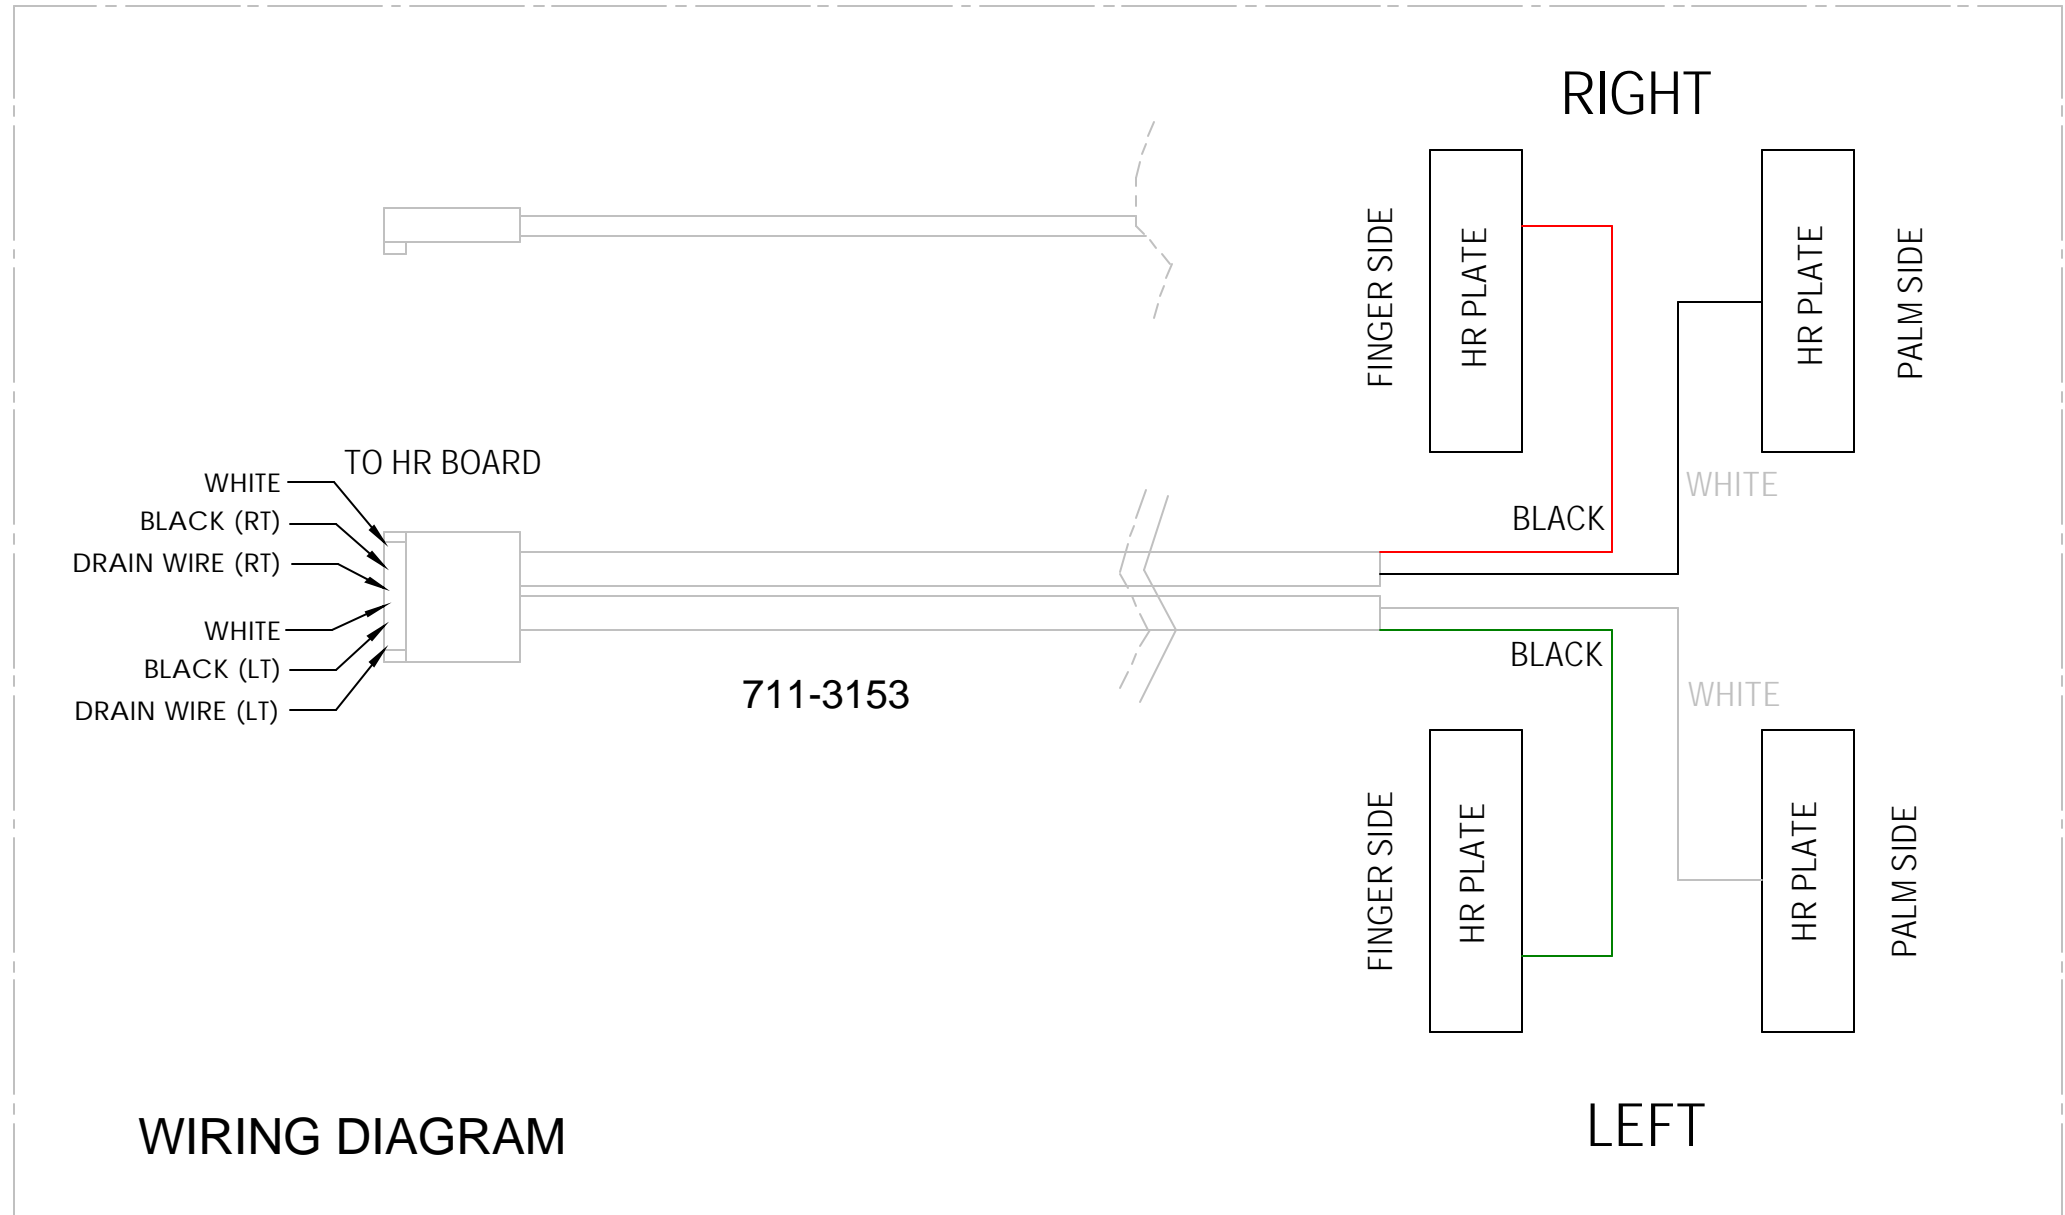 RIGHT
FINGER SIDE
HR PLATE
HR PLATE
PALM SIDE
TO HR BOARD
WHITE
BLACK (RT)
DRAIN WIRE (RT)
WHITE
BLACK (LT)
DRAIN WIRE (LT)
711-3153
BLACK
WHITE
BLACK
WHITE
FINGER SIDE
HR PLATE
HR PLATE
PALM SIDE
LEFT
WIRING DIAGRAM